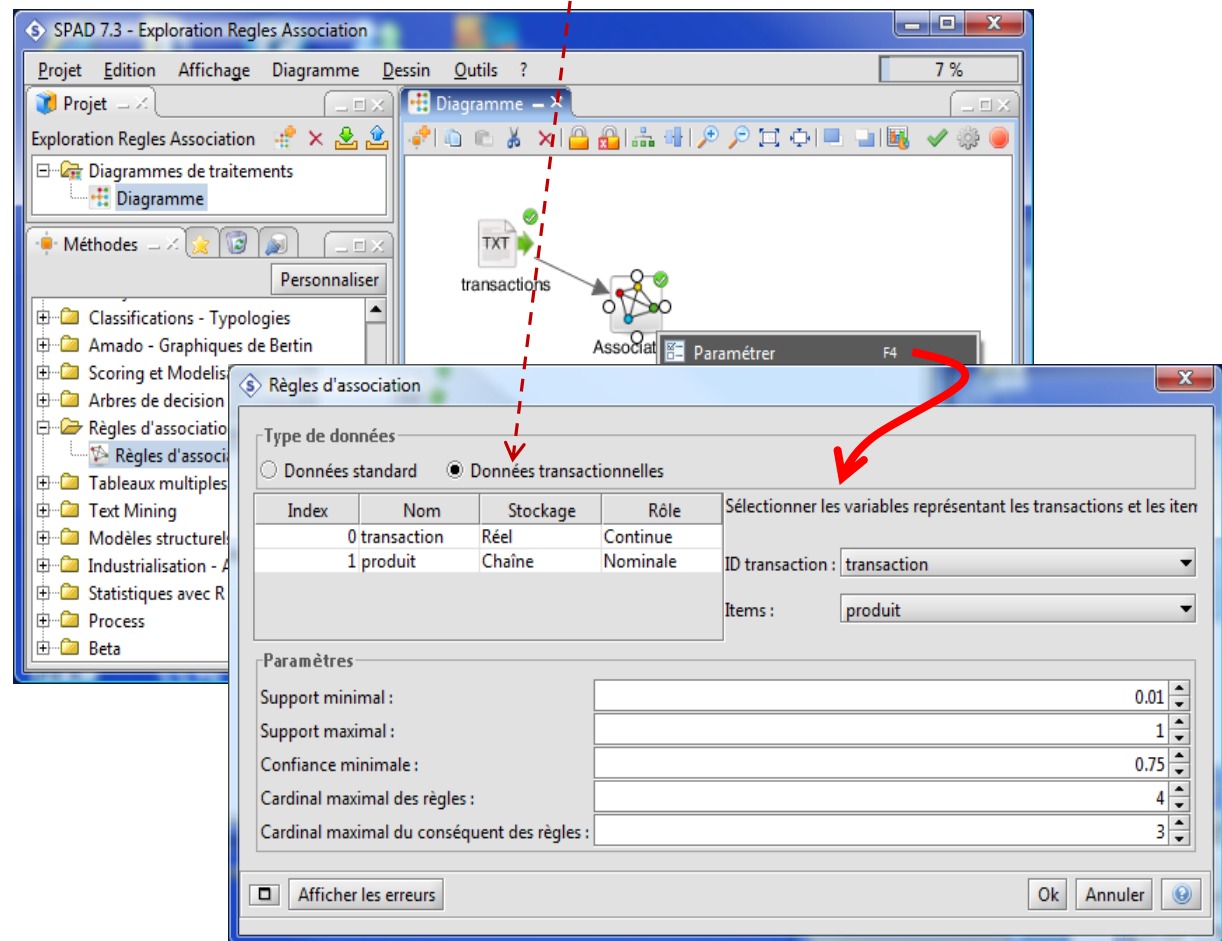 SPAD 7.3 - Exploration Regles Association
Projet Edition Affichage Diagramme Dessin Outils ? 7 %
Projet
Diagramme
Exploration Regles Association
Diagrammes de traitements
Diagramme
TXT
transactions
Méthodes
Personnaliser
Associat
Paramétrer F4
Classifications - Typologies
Amado - Graphiques de Bertin
Scoring et Modelis
Arbres de decision
Règles d'associatio
Règles d'associ
Tableaux multiples
Text Mining
Modèles structurels
Industrialisation - A
Statistiques avec R
Process
Beta
Règles d'association
Type de données
Données standard Données transactionnelles
Index Nom Stockage Rôle
0 transaction Réel Continue
1 produit Chaîne Nominale
Sélectionner les variables représentant les transactions et les item
ID transaction : transaction
Items : produit
Paramètres
Support minimal : 0.01
Support maximal : 1
Confiance minimale : 0.75
Cardinal maximal des règles : 4
Cardinal maximal du conséquent des règles : 3
Afficher les erreurs Ok Annuler